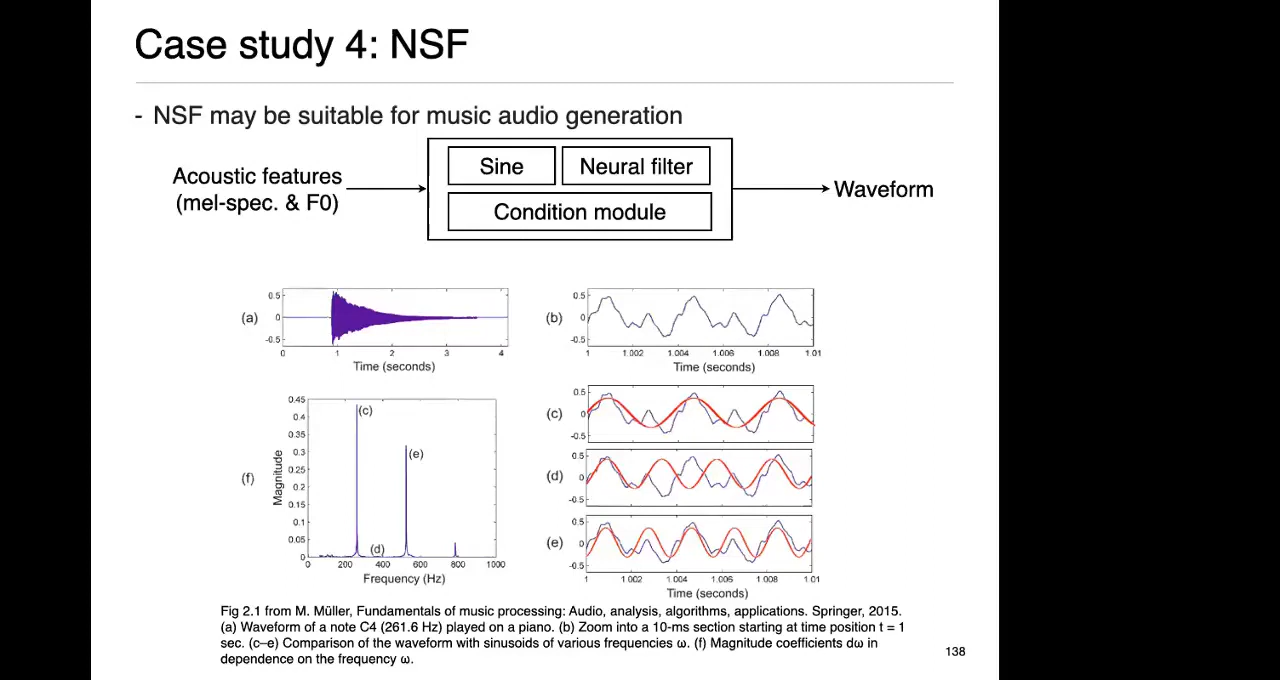 Case study 4: NSF
- NSF may be suitable for music audio generation
Acoustic features
(mel-spec. & F0)
Sine
Neural filter
Condition module
Waveform
(a)
0.5
0
-0.5
0
1
2
3
4
Time (seconds)
(b)
0.5
0
-0.5
1
1.002
1.004
1.006
1.008
1.01
Time (seconds)
(f)
Magnitude
0.45
0.4
0.35
0.3
0.25
0.2
0.15
0.1
0.05
0
(c)
(e)
(d)
0
200
400
600
800
1000
Frequency (Hz)
(c)
0.5
0
-0.5
(d)
0.5
0
-0.5
(e)
0.5
0
-0.5
1
1.002
1.004
1.006
1.008
1.01
Time (seconds)
Fig 2.1 from M. Müller, Fundamentals of music processing: Audio, analysis, algorithms, applications. Springer, 2015.
(a) Waveform of a note C4 (261.6 Hz) played on a piano. (b) Zoom into a 10-ms section starting at time position t = 1
sec. (c–e) Comparison of the waveform with sinusoids of various frequencies ω. (f) Magnitude coefficients dω in
dependence on the frequency ω.
138